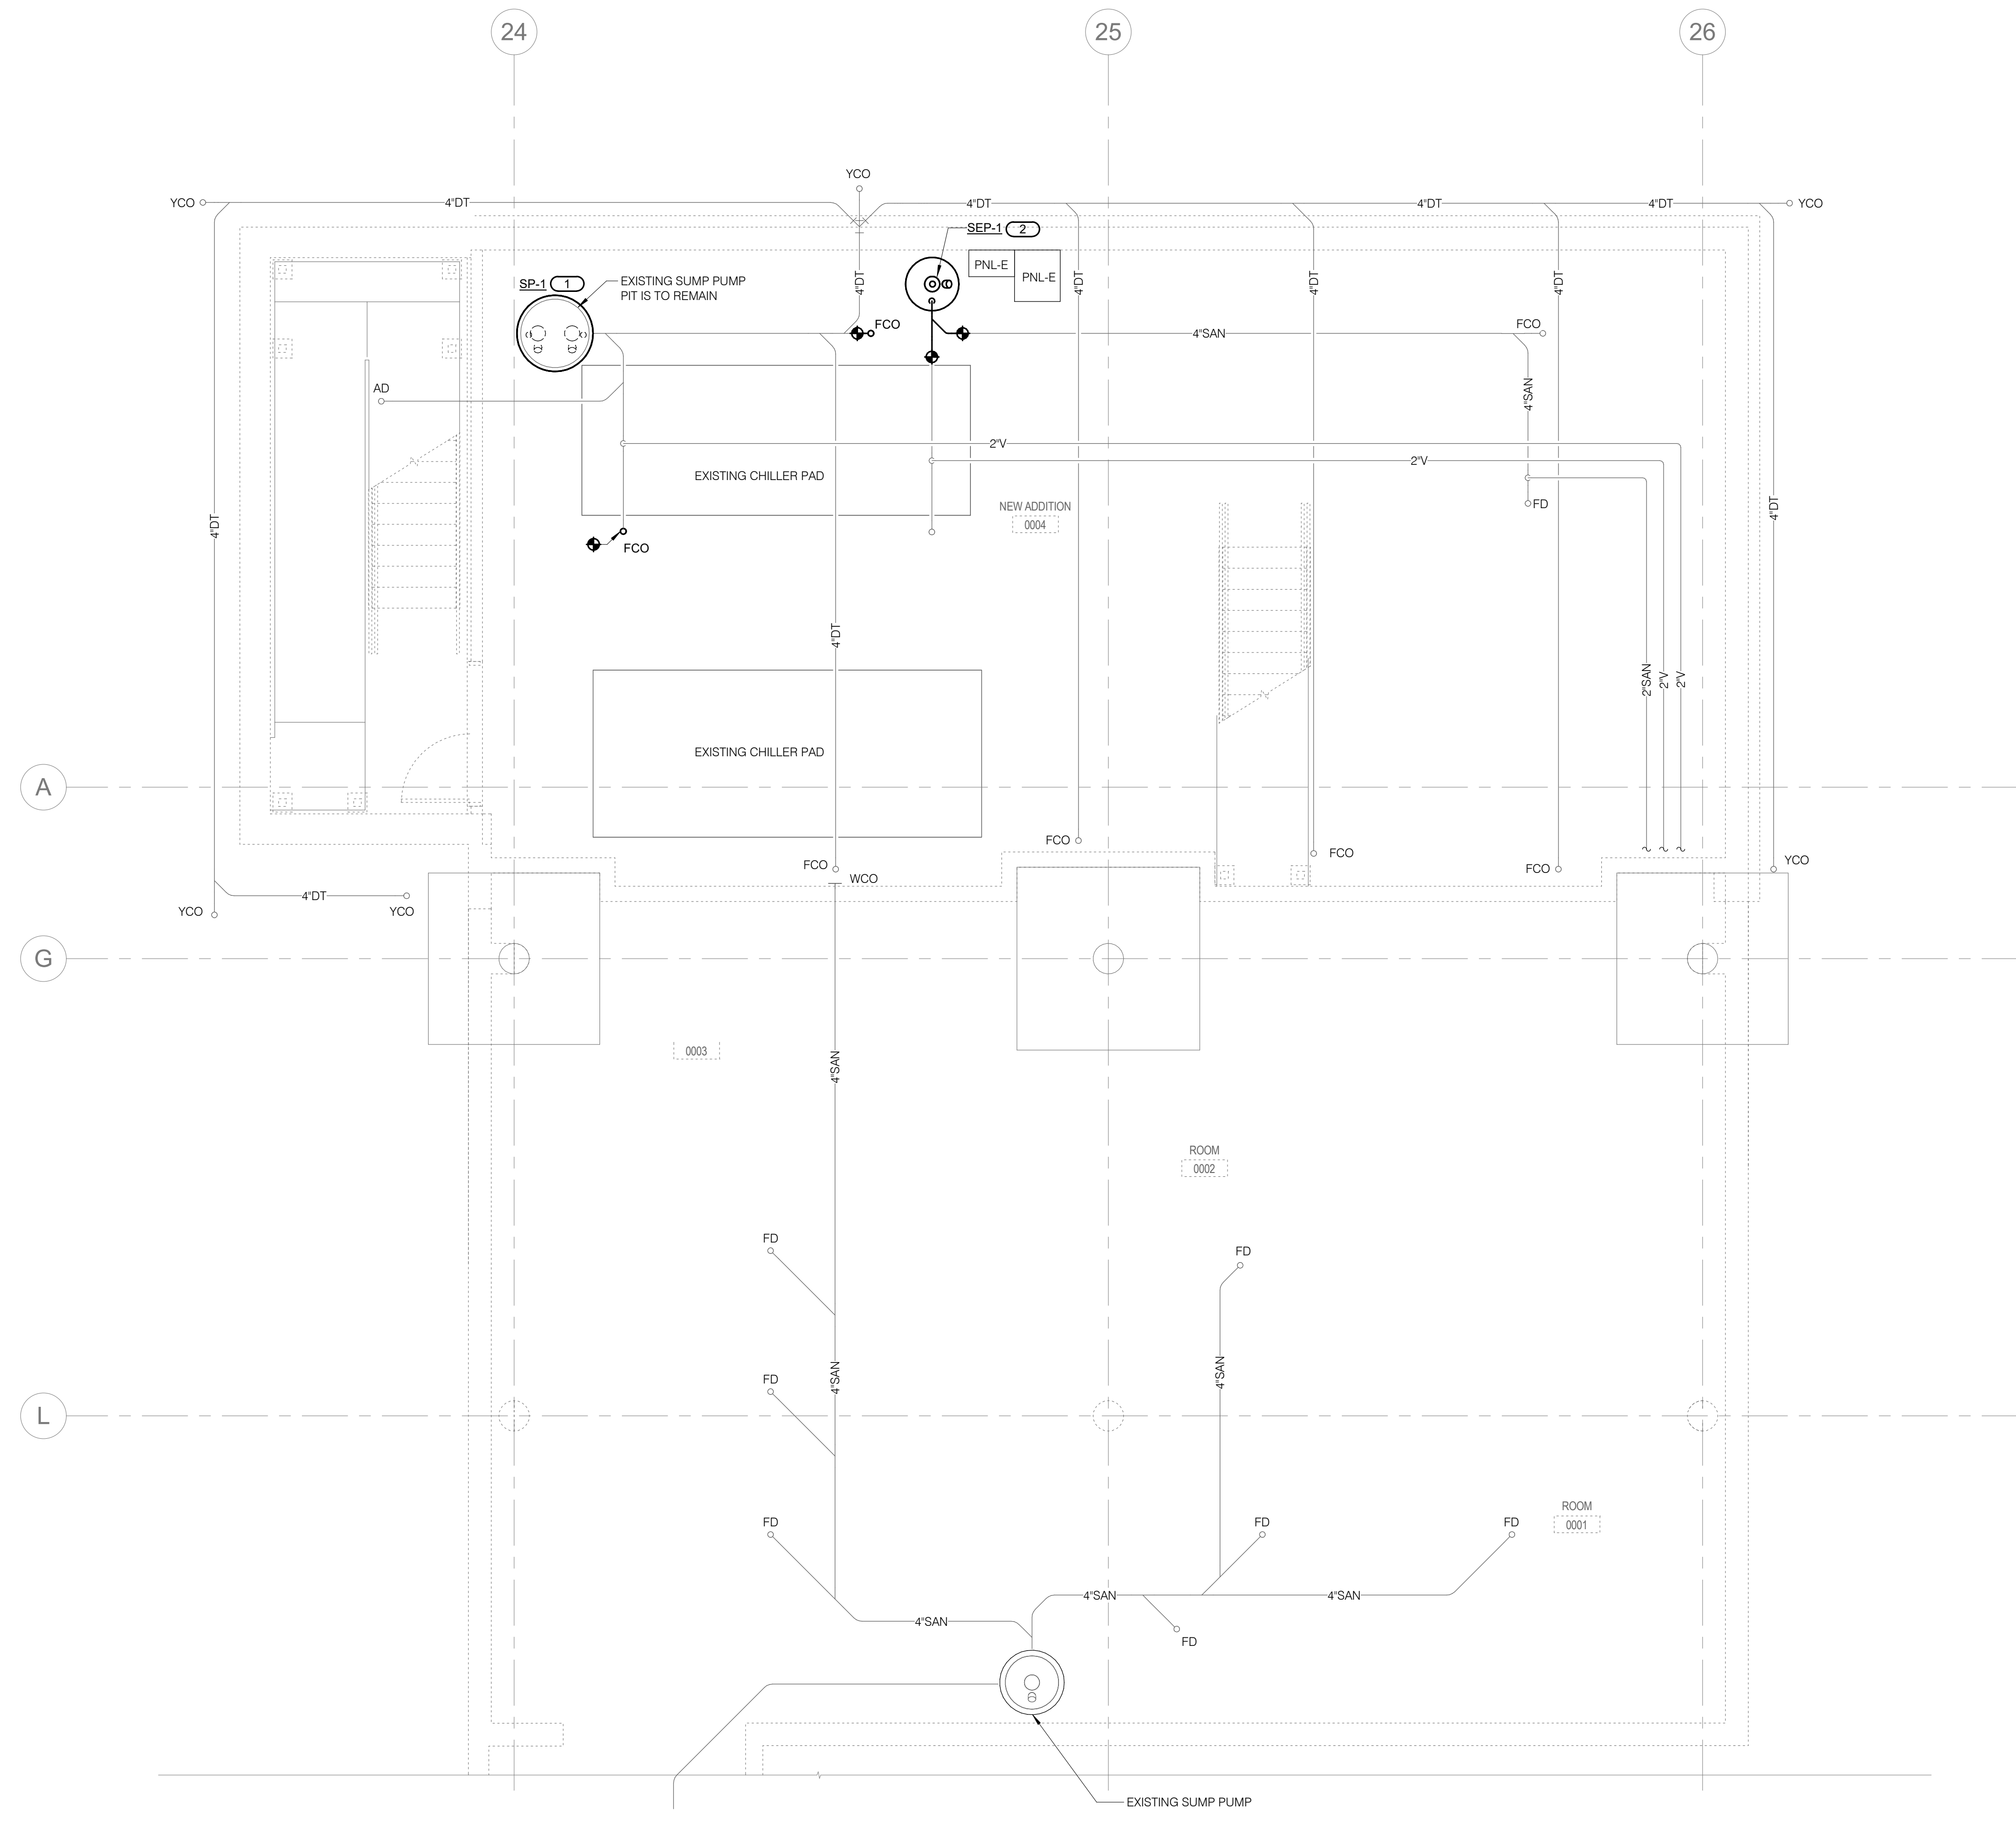 24
25
26
YCO
YCO
4"DT
4"DT
4"DT
4"DT
YCO
SEP-1 2
PNL-E
PNL-E
SP-1 1
EXISTING SUMP PUMP
PIT IS TO REMAIN
4"DT
4"DT
4"DT
4"DT
FCO
4"SAN
FCO
AD
4"SAN
2"V
2"V
EXISTING CHILLER PAD
NEW ADDITION
0004
FD
4"DT
4"DT
FCO
4"DT
2"SAN
2"V
2"V
EXISTING CHILLER PAD
A
FCO
FCO
FCO
FCO
YCO
WCO
4"DT
YCO
YCO
G
0003
4"SAN
ROOM
0002
FD
FD
4"SAN
4"SAN
FD
L
ROOM
0001
FD
FD
FD
4"SAN
4"SAN
4"SAN
FD
EXISTING SUMP PUMP